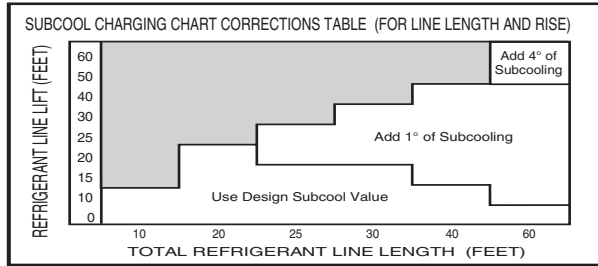 SUBCOOL CHARGING CHART CORRECTIONS TABLE (FOR LINE LENGTH AND RISE)
REFRIGERANT LINE LIFT (FEET)
60
50
40
30
25
20
15
10
0
Add 4° of
Subcooling
Add 1° of Subcooling
Use Design Subcool Value
10 20 25 30 40 60
TOTAL REFRIGERANT LINE LENGTH (FEET)